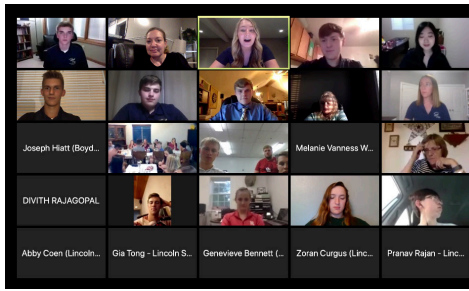 Joseph Hiatt (Boyd...
Melanie Vanness W...
DIVITH RAJAGOPAL
Abby Coen (Lincoln...
Gia Tong - Lincoln S...
Genevieve Bennett (...
Zoran Curgus (Linc...
Pranav Rajan - Linc...